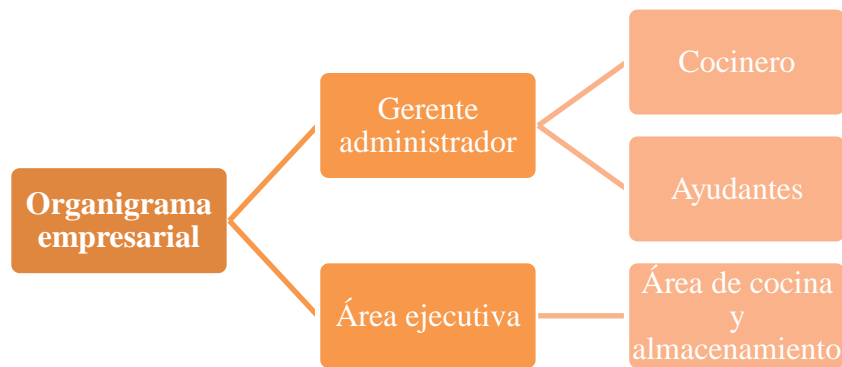 Organigrama
empresarial
Gerente
administrador
Cocinero
Ayudantes
Área ejecutiva
Área de cocina
y
almacenamiento